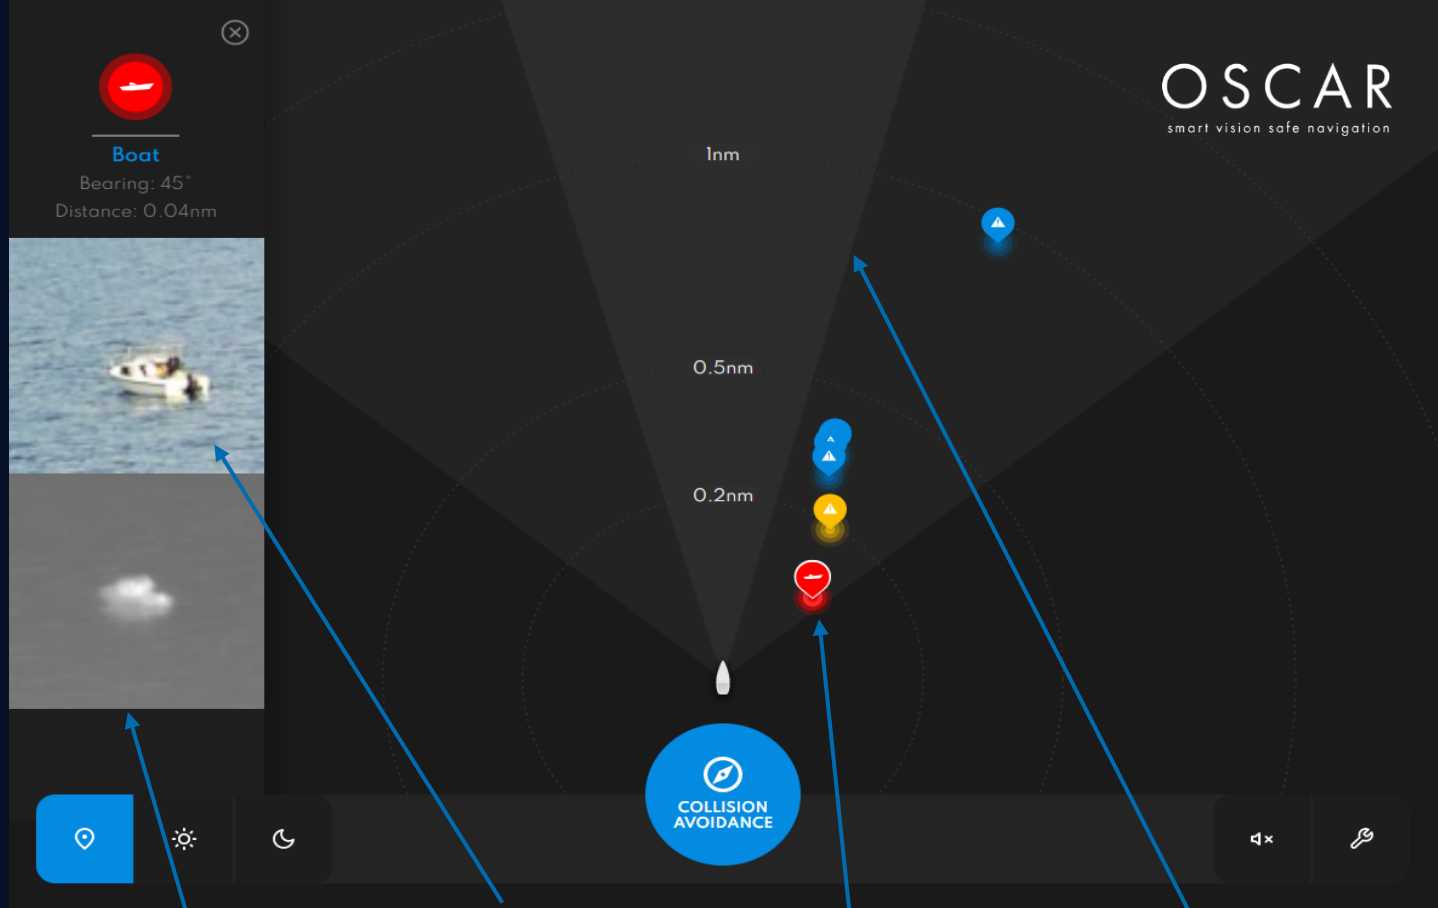 Boat
Bearing: 45°
Distance: 0.04nm
OSCAR
smart vision safe navigation
1nm
0.5nm
0.2nm
COLLISION
AVOIDANCE